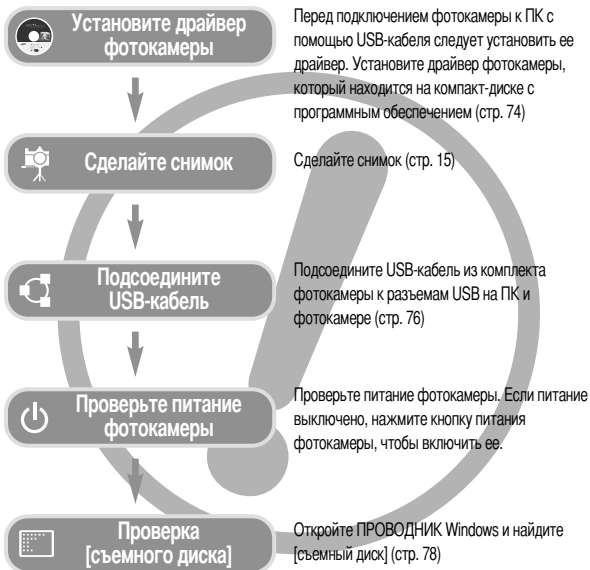 Установите драйвер
фотокамеры
Перед подключением фотокамеры к ПК с
помощью USB-кабеля следует установить ее
драйвер. Установите драйвер фотокамеры,
который находится на компакт-диске с
программным обеспечением (стр. 74)
Сделайте снимок
Сделайте снимок (стр. 15)
Подсоедините
USB-кабель
Подсоедините USB-кабель из комплекта
фотокамеры к разъемам USB на ПК и
фотокамере (стр. 76)
Проверьте питание
фотокамеры
Проверьте питание фотокамеры. Если питание
выключено, нажмите кнопку питания
фотокамеры, чтобы включить ее.
Проверка
[съемного диска]
Откройте ПРОВОДНИК Windows и найдите
[съемный диск] (стр. 78)